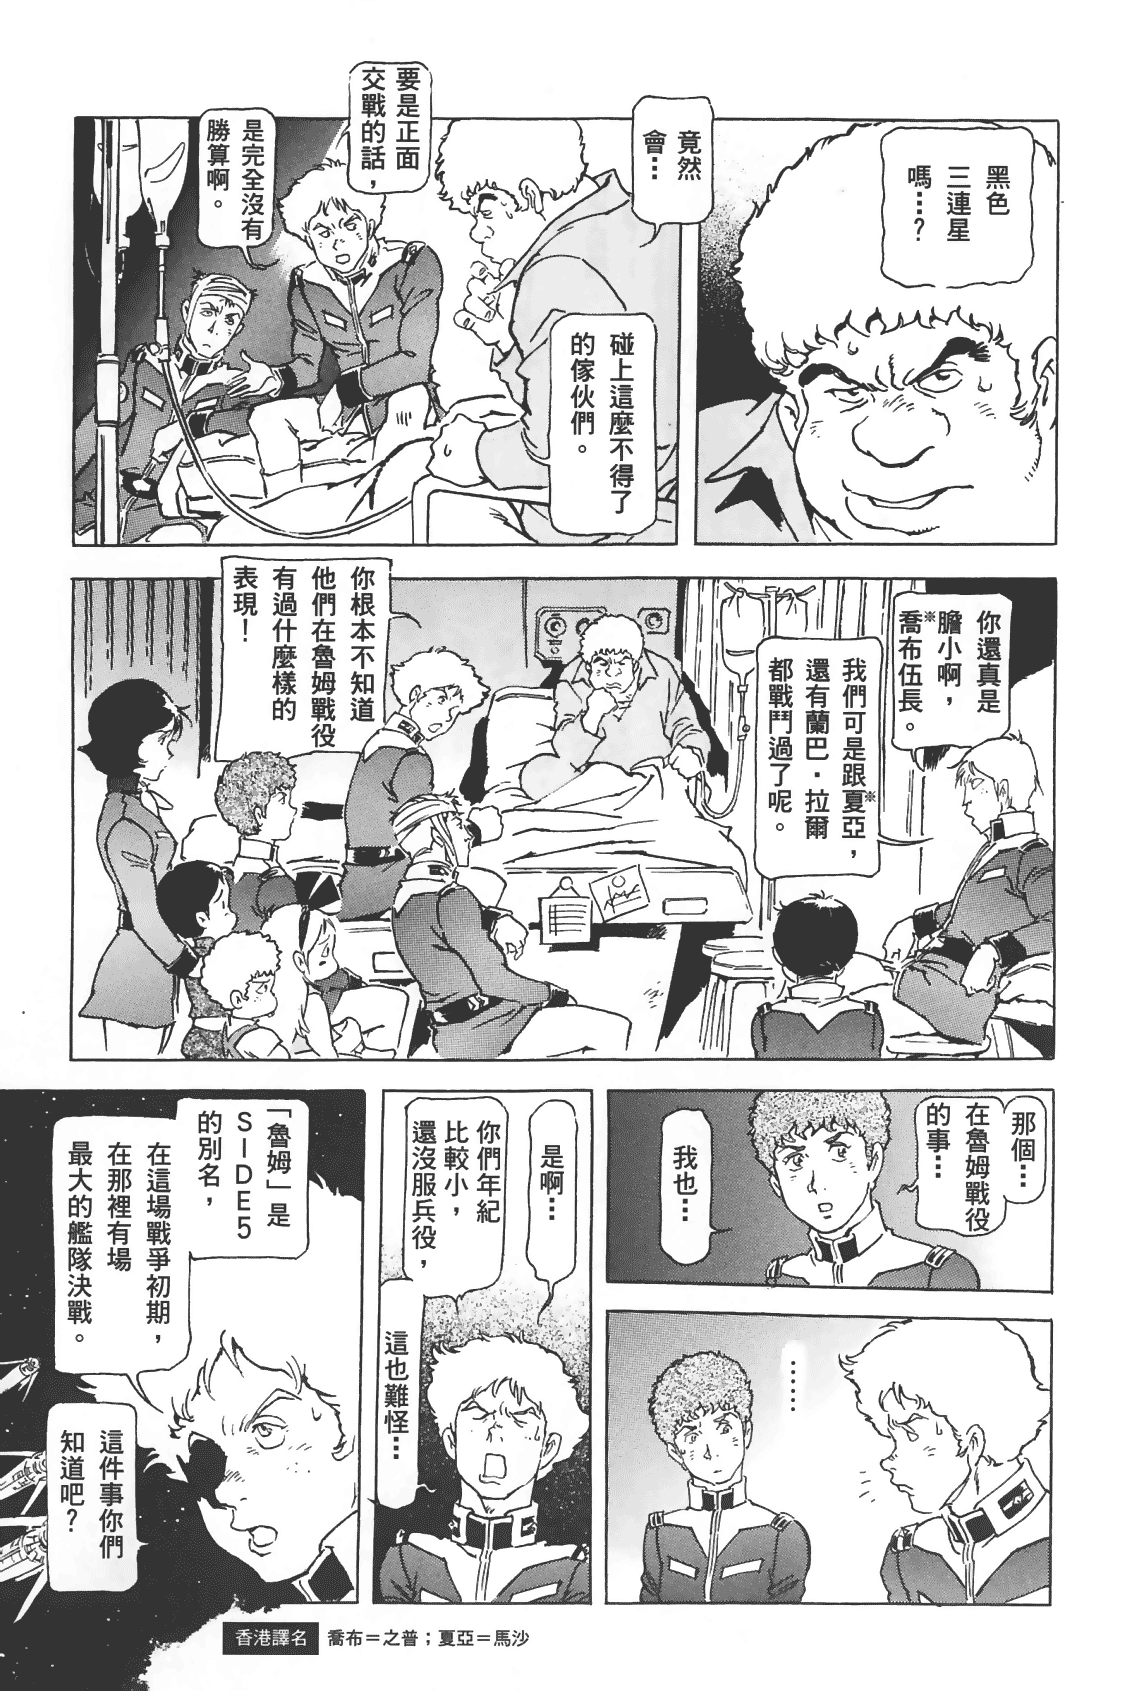 黑色
三連星
嗎…?
竟然
會…
碰上這麼不得了
的傢伙們。
要是正面
交戰的話，
是完全沒有
勝算啊。
你還真是
膽小啊，
※喬布伍長。
我們可是跟夏亞※，
還有蘭巴・拉爾
都戰鬥過了呢。
你根本不知道
他們在魯姆戰役
有過什麼樣的
表現！
那個…
在魯姆戰役
的事…
我也…
……
是啊…
你們年紀
比較小，
還沒服兵役，
這也難怪…
「魯姆」是
SIDE5
的別名，
在這場戰爭初期，
在那裡有場
最大的艦隊決戰。
這件事你們
知道吧？
香港譯名 喬布＝之普；夏亞＝馬沙